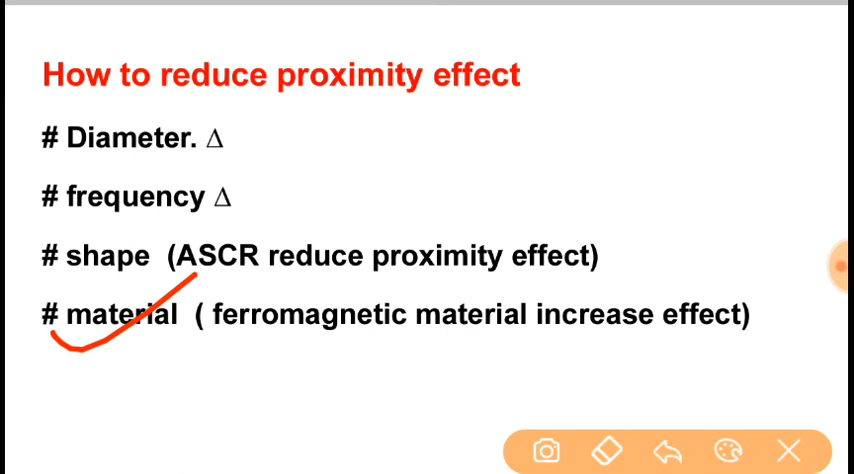 How to reduce proximity effect
# Diameter. Δ
# frequency Δ
# shape (ASCR reduce proximity effect)
# material ( ferromagnetic material increase effect)